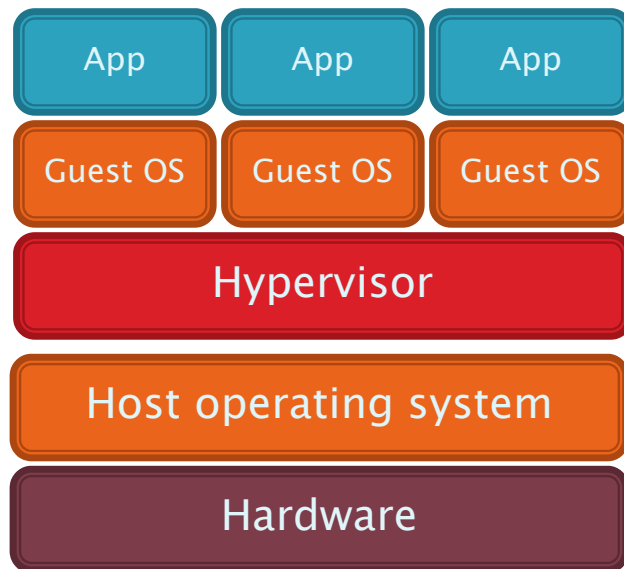 App App App
Guest OS Guest OS Guest OS
Hypervisor
Host operating system
Hardware